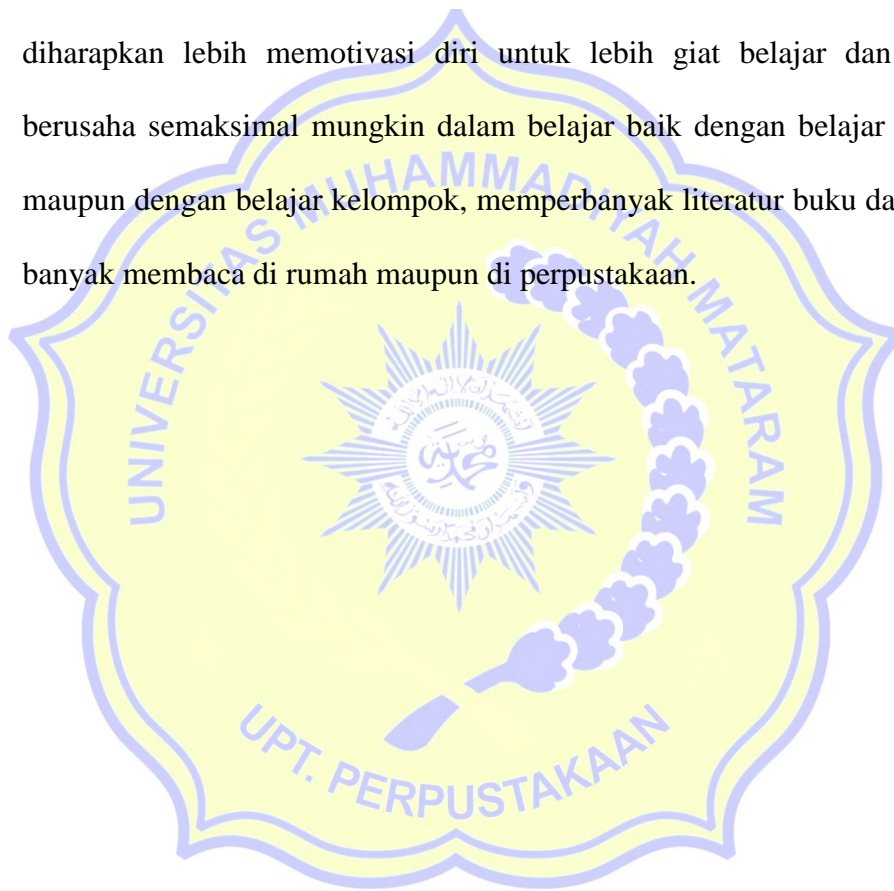 diharapkan lebih memotivasi diri untuk lebih giat belajar dan
berusaha semaksimal mungkin dalam belajar baik dengan belajar
maupun dengan belajar kelompok, memperbanyak literatur buku da
banyak membaca di rumah maupun di perpustakaan.
UNIVERSITAS MUHAMMADIYAH MATARAM
UPT. PERPUSTAKAAN